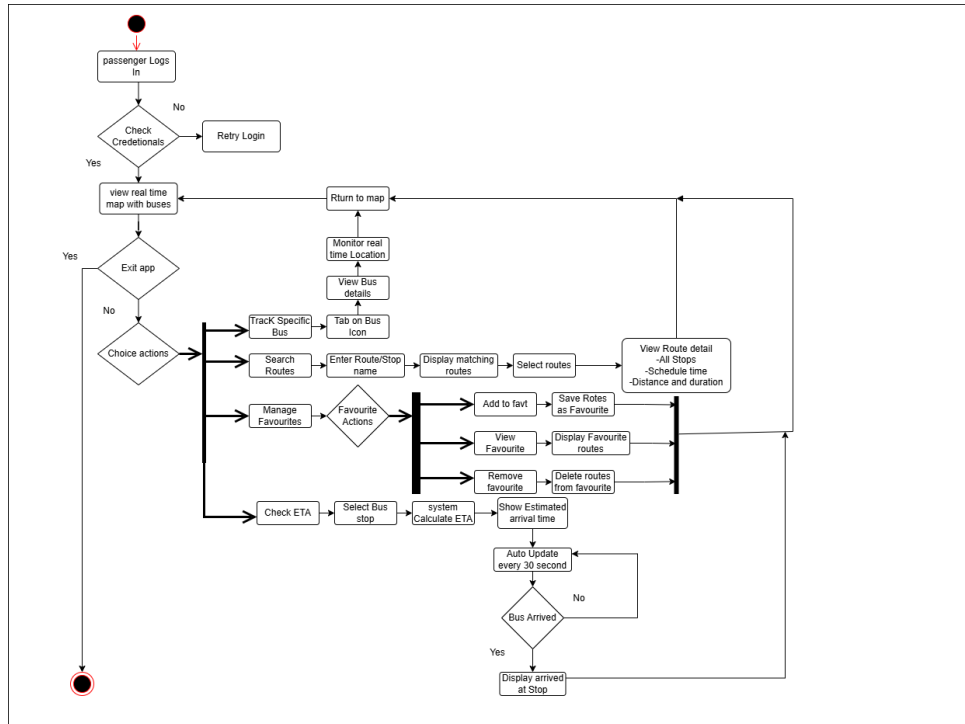 passenger Logs
In
No
Check
Credetionals
Retry Login
Yes
view real time
map with buses
Rturn to map
Monitor real
time Location
Yes
Exit app
View Bus
details
No
TracK Specific
Bus
Tab on Bus
Icon
Choice actions
Search
Routes
Enter Route/Stop
name
Display matching
routes
Select routes
View Route detail
-All Stops
-Schedule time
-Distance and duration
Manage
Favourites
Favourite
Actions
Add to favt
Save Rotes
as Favourite
View
Favourite
Display Favourite
routes
Remove
favourite
Delete routes
from favourite
Check ETA
Select Bus
stop
system
Calculate ETA
Show Estimated
arrival time
Auto Update
every 30 second
No
Bus Arrived
Yes
Display arrived
at Stop